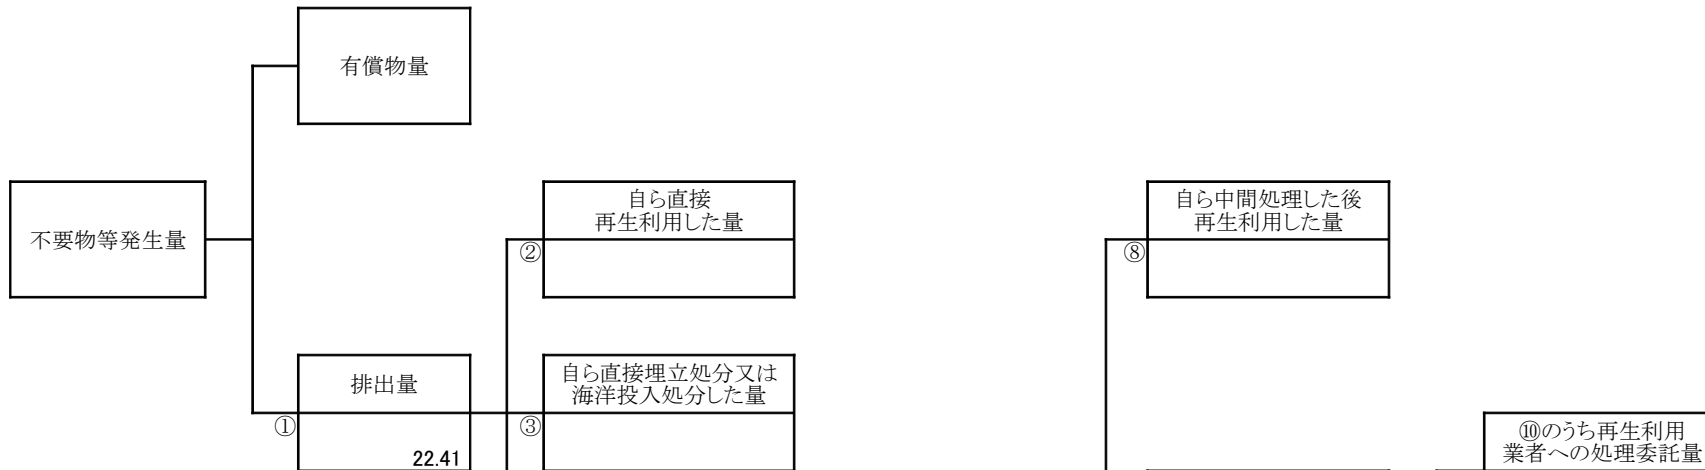 有償物量
不要物等発生量
自ら直接
再生利用した量
②
自ら中間処理した後
再生利用した量
⑧
排出量
①
22.41
自ら直接埋立処分又は
海洋投入処分した量
③
⑩のうち再生利用
業者への処理委託量